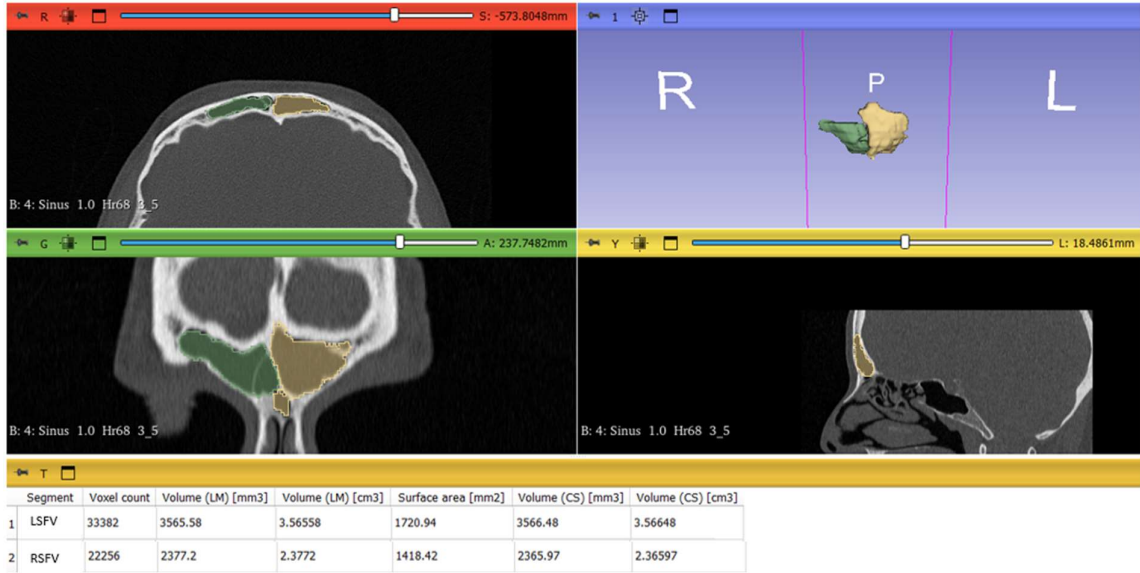 R S: -573.8048mm
1
R P L
B: 4: Sinus 1.0 Hr68 3_5
G A: 237.7482mm
Y L: 18.4861mm
B: 4: Sinus 1.0 Hr68 3_5
B: 4: Sinus 1.0 Hr68 3_5
T
Segment Voxel count Volume (LM) [mm3] Volume (LM) [cm3] Surface area [mm2] Volume (CS) [mm3] Volume (CS) [cm3]
1 LSFV 33382 3565.58 3.56558 1720.94 3566.48 3.56648
2 RSFV 22256 2377.2 2.3772 1418.42 2365.97 2.36597